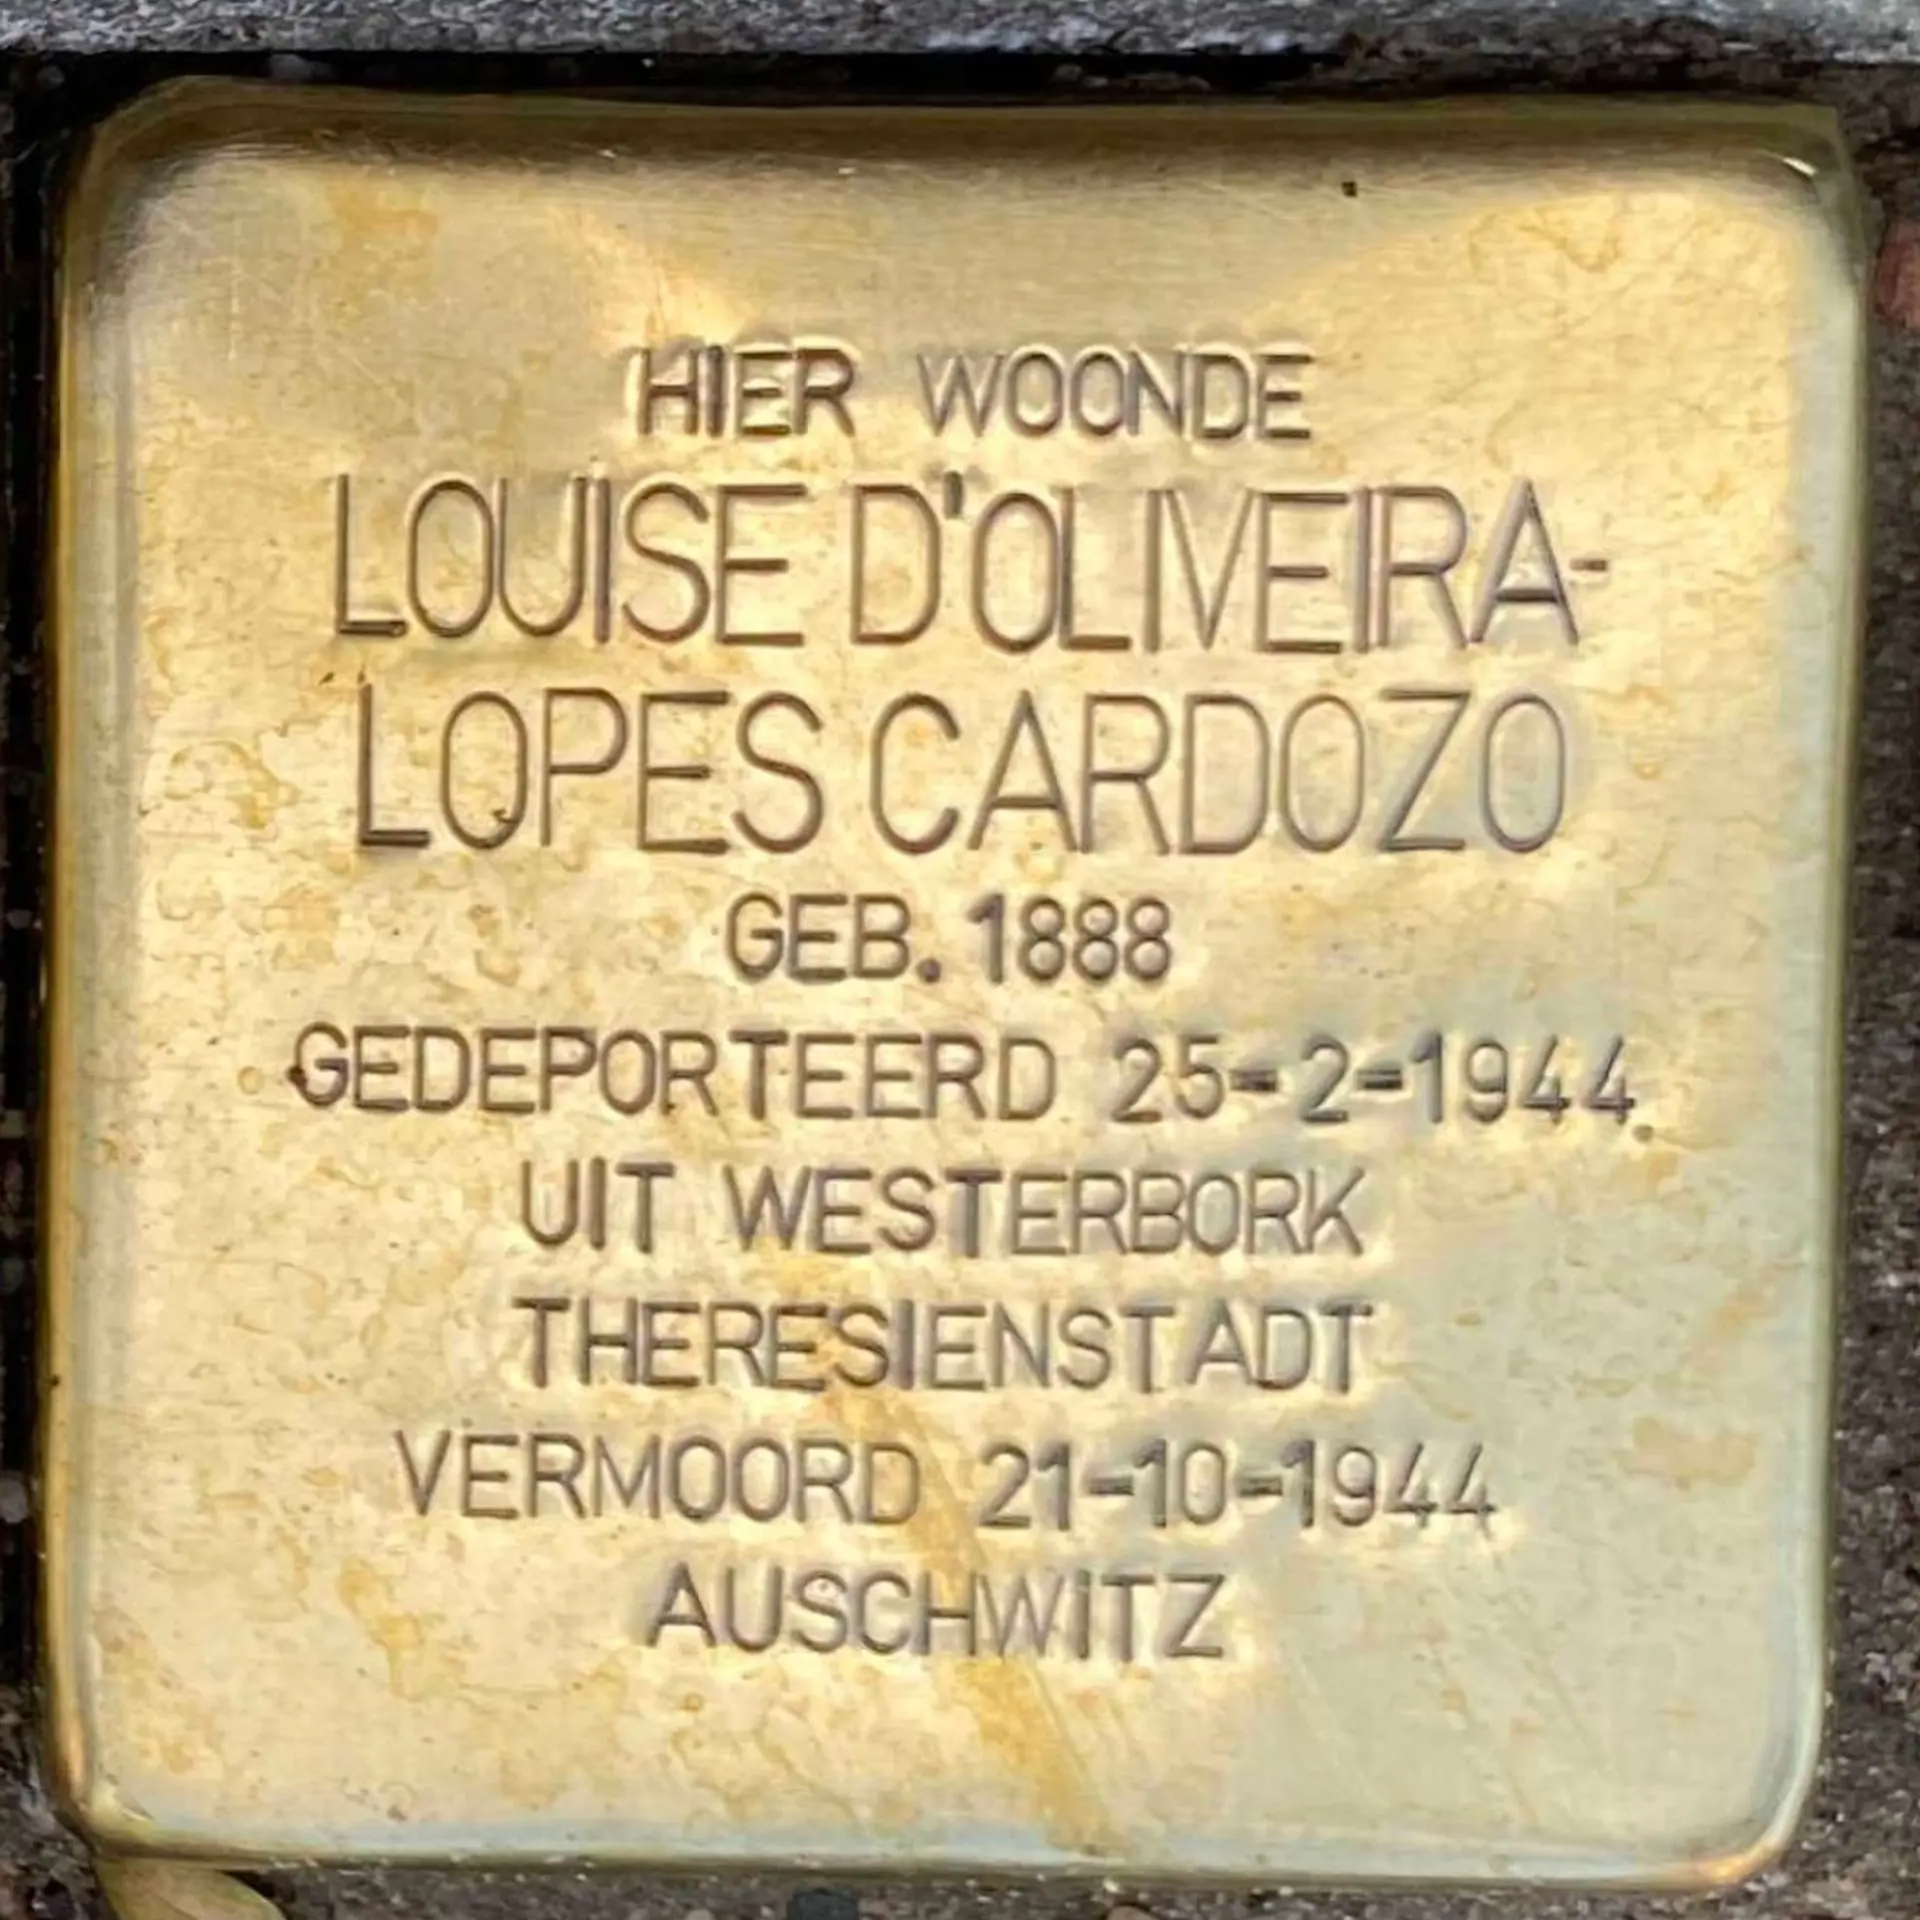 HIER WOONDE
LOUISE D'OLIVEIRA-
LOPES CARDOZO
GEB. 1888
GEDEPORTEERD 25-2-1944
UIT WESTERBORK
THERESIENSTADT
VERMOORD 21-10-1944
AUSCHWITZ